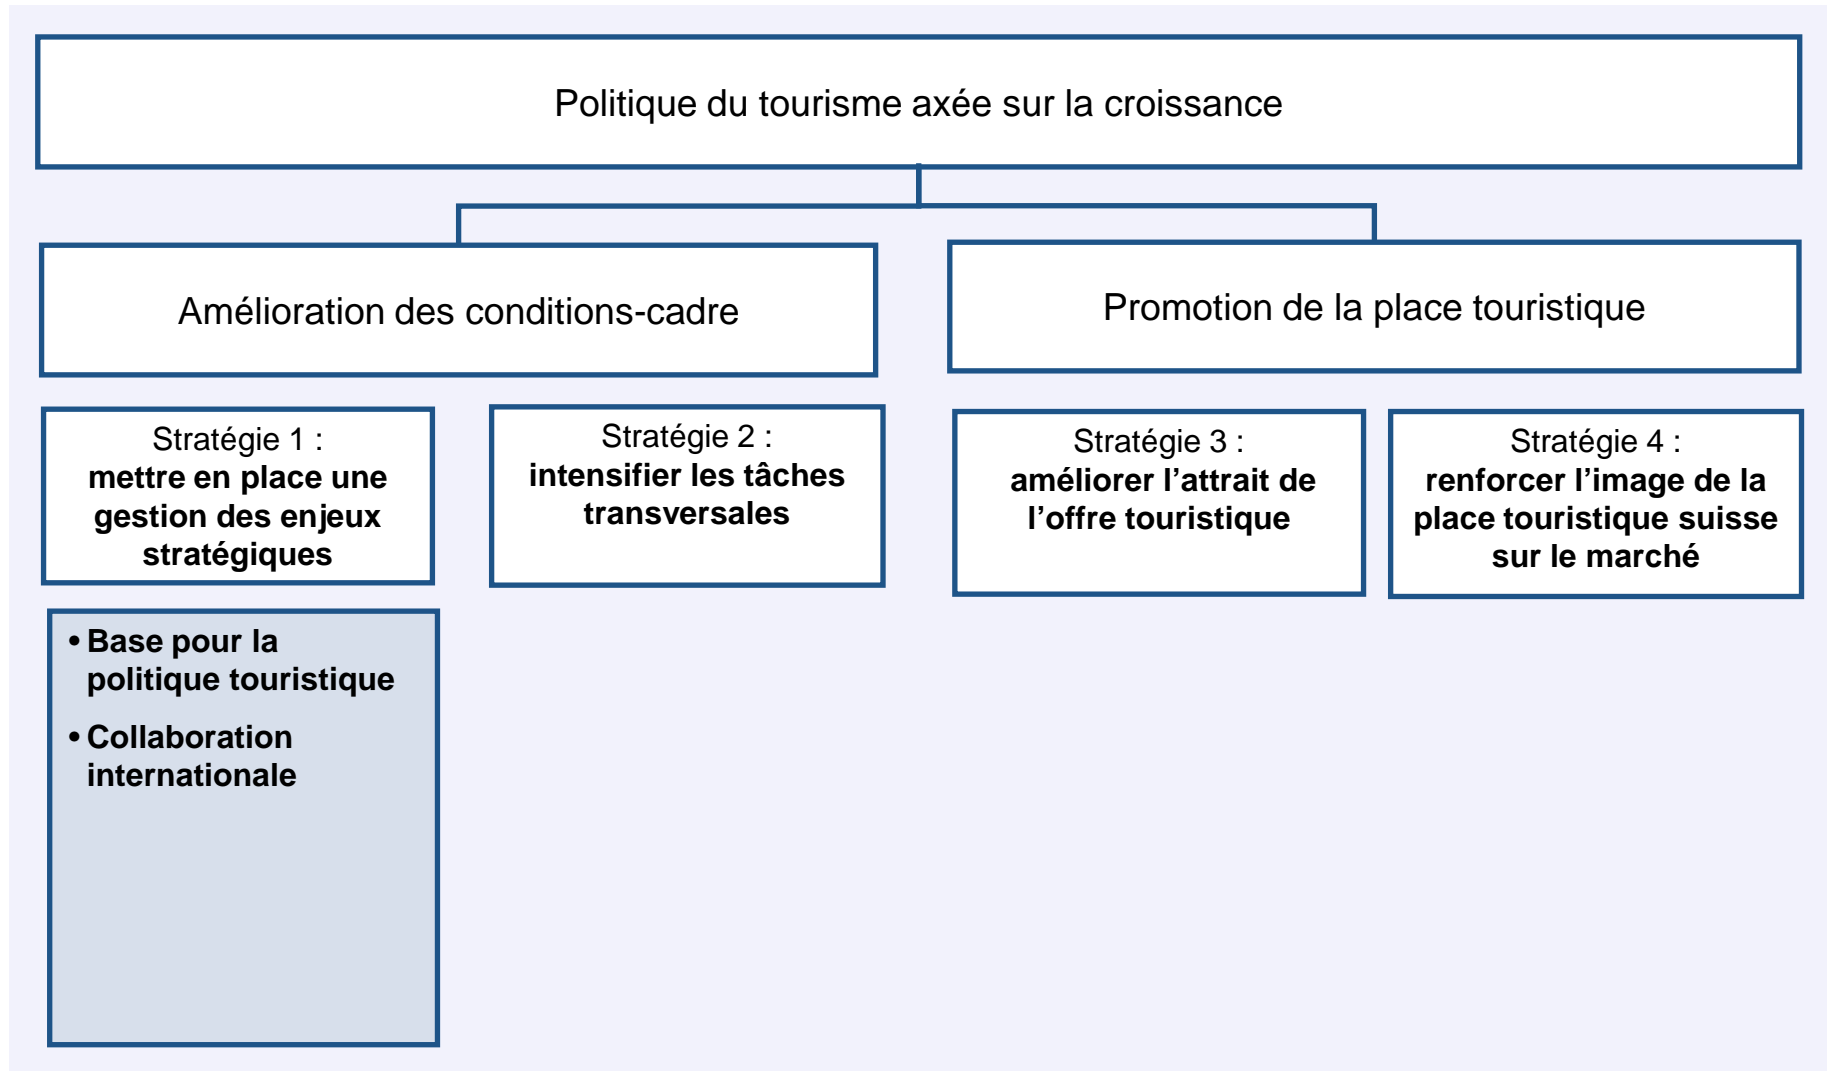 Politique du tourisme axée sur la croissance
Amélioration des conditions-cadre
Promotion de la place touristique
Stratégie 1 :
mettre en place une
gestion des enjeux
stratégiques
Stratégie 2 :
intensifier les tâches
transversales
Stratégie 3 :
améliorer l’attrait de
l’offre touristique
Stratégie 4 :
renforcer l’image de la
place touristique suisse
sur le marché
• Base pour la
politique touristique
• Collaboration
internationale